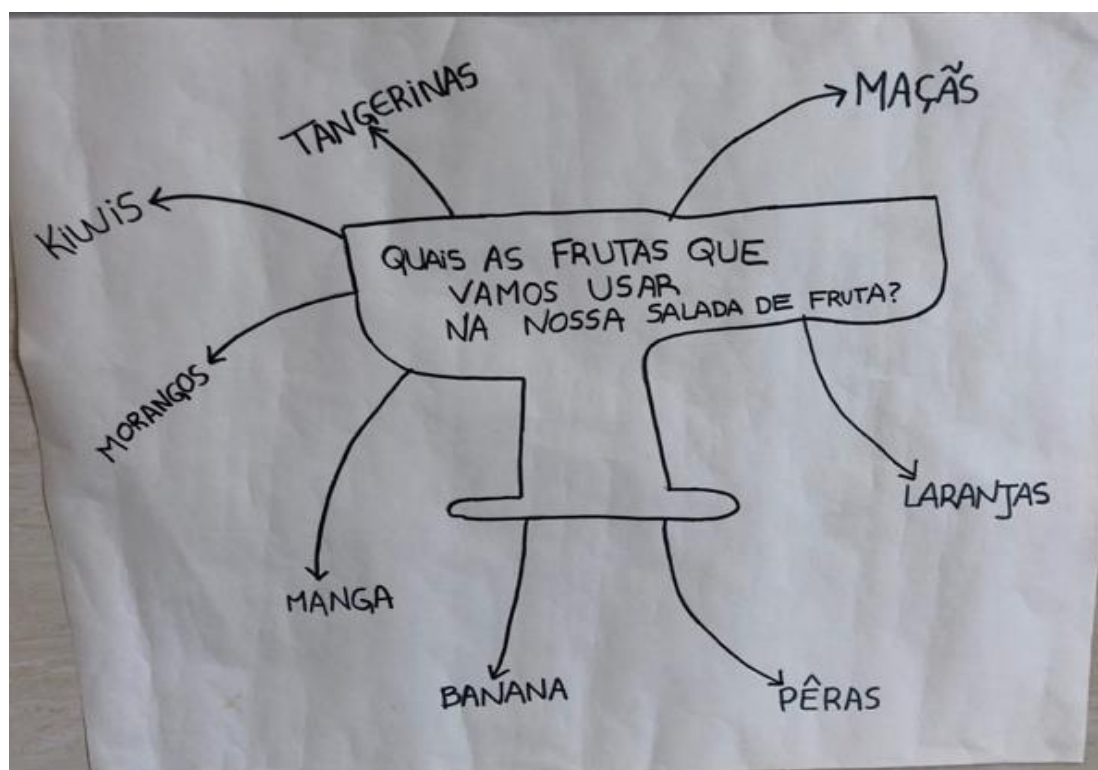 TANGERiNAS
MAÇÃS
KiWiS
QUAiS AS FRUTAS QUE
VAMOS USAR
NA NOSSA SALADA DE FRUTA?
MORANGOS
LARANJAS
MANGA
BANANA
PÊRAS